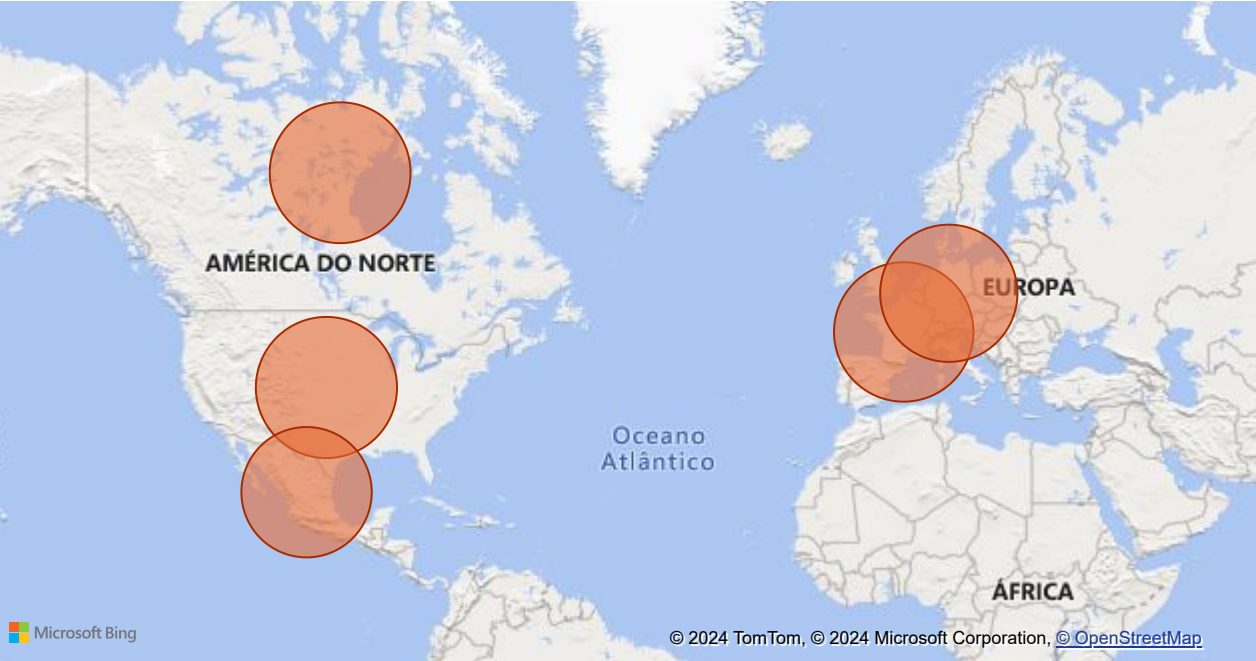 AMÉRICA DO NORTE
EUROPA
Oceano
Atlântico
ÁFRICA
Microsoft Bing
© 2024 TomTom, © 2024 Microsoft Corporation, © OpenStreetMap